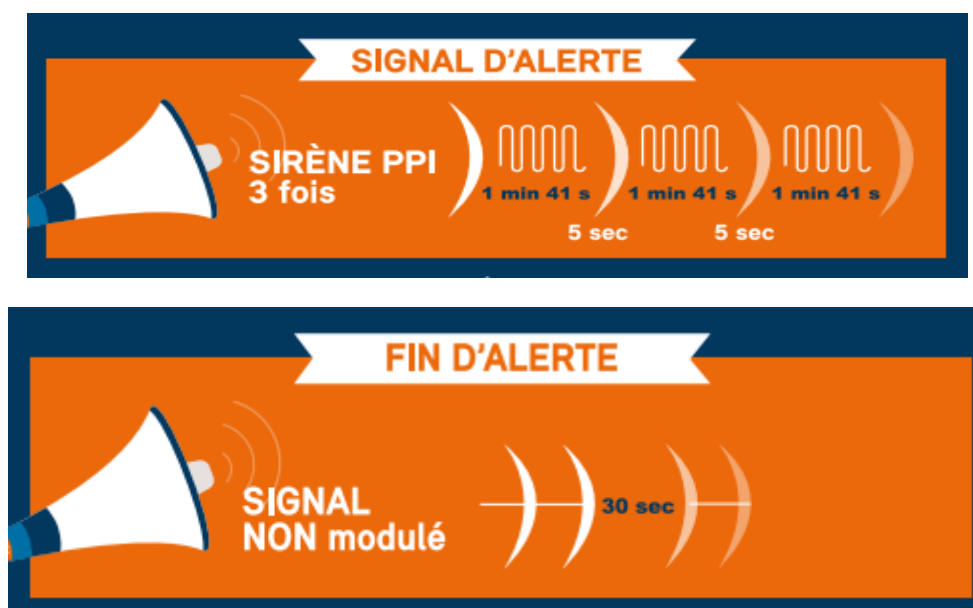 SIGNAL D'ALERTE
SIRÈNE PPI
3 fois
1 min 41 s
1 min 41 s
1 min 41 s
5 sec
5 sec
FIN D'ALERTE
SIGNAL
NON modulé
30 sec